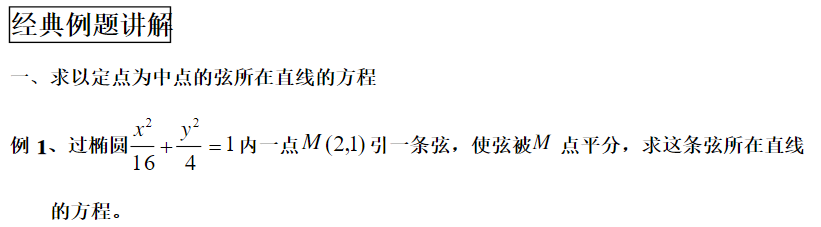 经典例题讲解
一、求以定点为中点的弦所在直线的方程
例 1、过椭圆 x²/16 + y²/4 = 1 内一点 M (2,1) 引一条弦，使弦被 M 点平分，求这条弦所在直线
的方程。